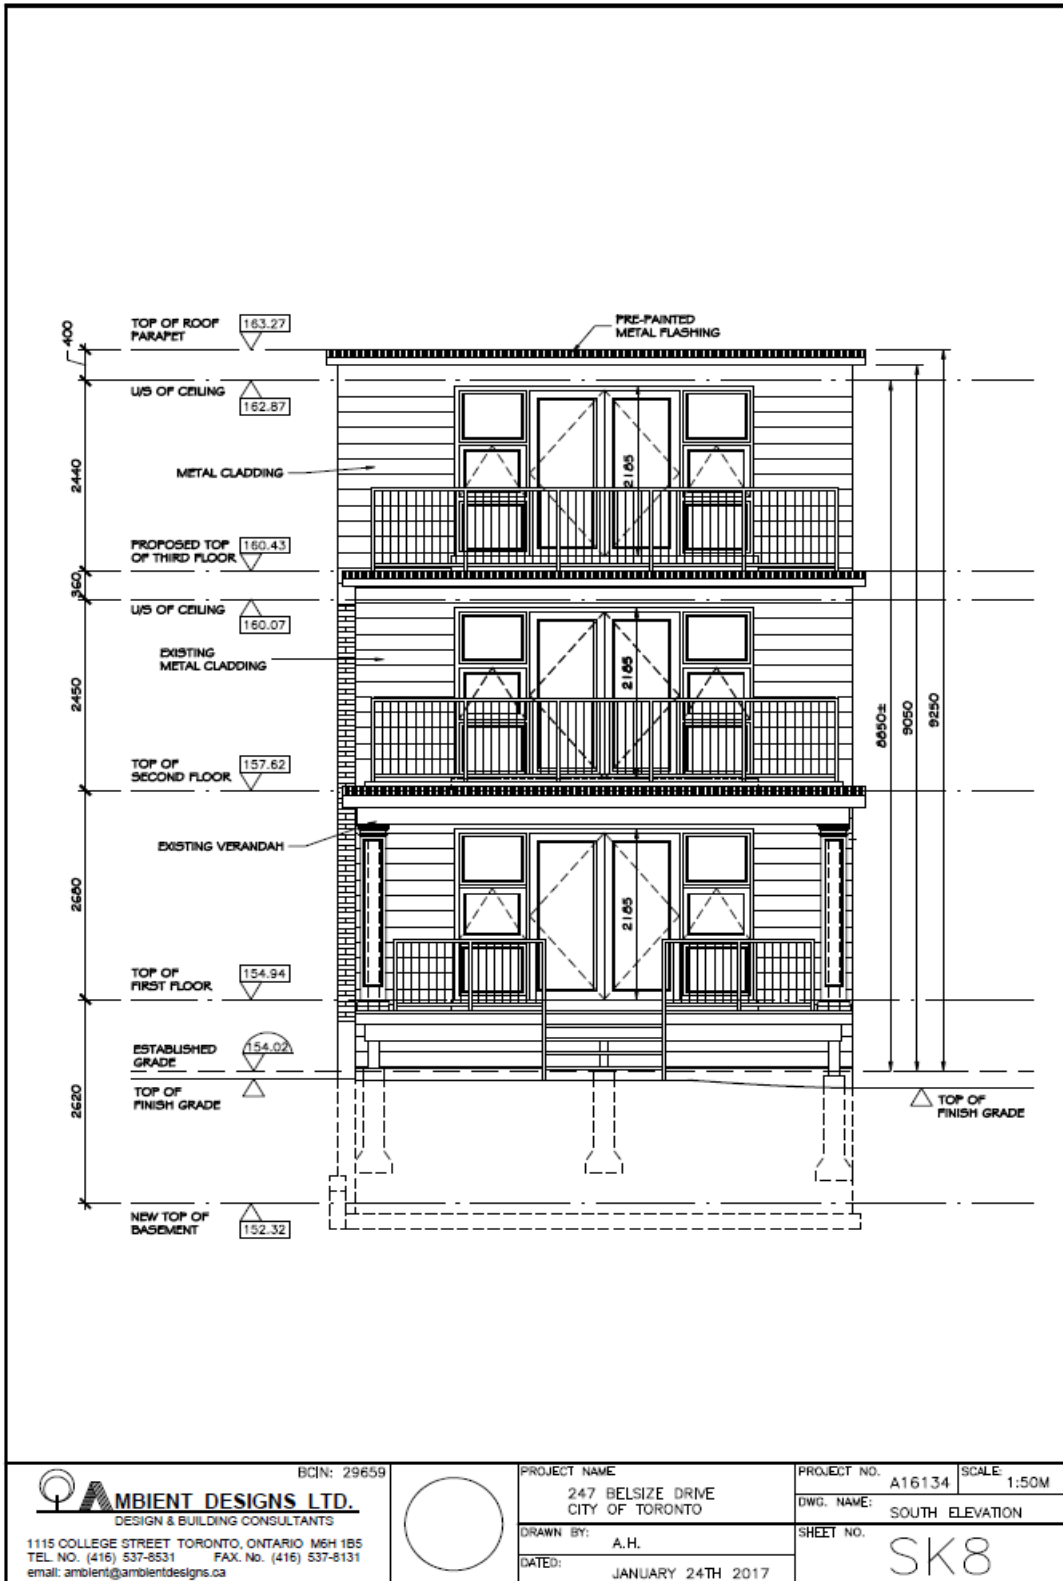 400
TOP OF ROOF
PARAPET
163.27
PRE-PAINTED
METAL FLASHING
U/S OF CEILING
162.87
METAL CLADDING
2440
2185
PROPOSED TOP
OF THIRD FLOOR
160.43
360
U/S OF CEILING
160.07
EXISTING
METAL CLADDING
2450
2185
8850±
9050
9250
TOP OF
SECOND FLOOR
157.62
EXISTING VERANDAH
2680
2185
TOP OF
FIRST FLOOR
154.94
ESTABLISHED
GRADE
154.02
TOP OF
FINISH GRADE
TOP OF
FINISH GRADE
2620
NEW TOP OF
BASEMENT
152.32
BCIN: 29659
AMBIENT DESIGNS LTD.
DESIGN & BUILDING CONSULTANTS
1115 COLLEGE STREET TORONTO, ONTARIO M6H 1B5
TEL. NO. (416) 537-8531 FAX. No. (416) 537-8131
email: ambient@ambientdesigns.ca
PROJECT NAME
247 BELSIZE DRIVE
CITY OF TORONTO
DRAWN BY:
A.H.
DATED:
JANUARY 24TH 2017
PROJECT NO.
A16134
SCALE:
1:50M
DWG. NAME:
SOUTH ELEVATION
SHEET NO.
SK8